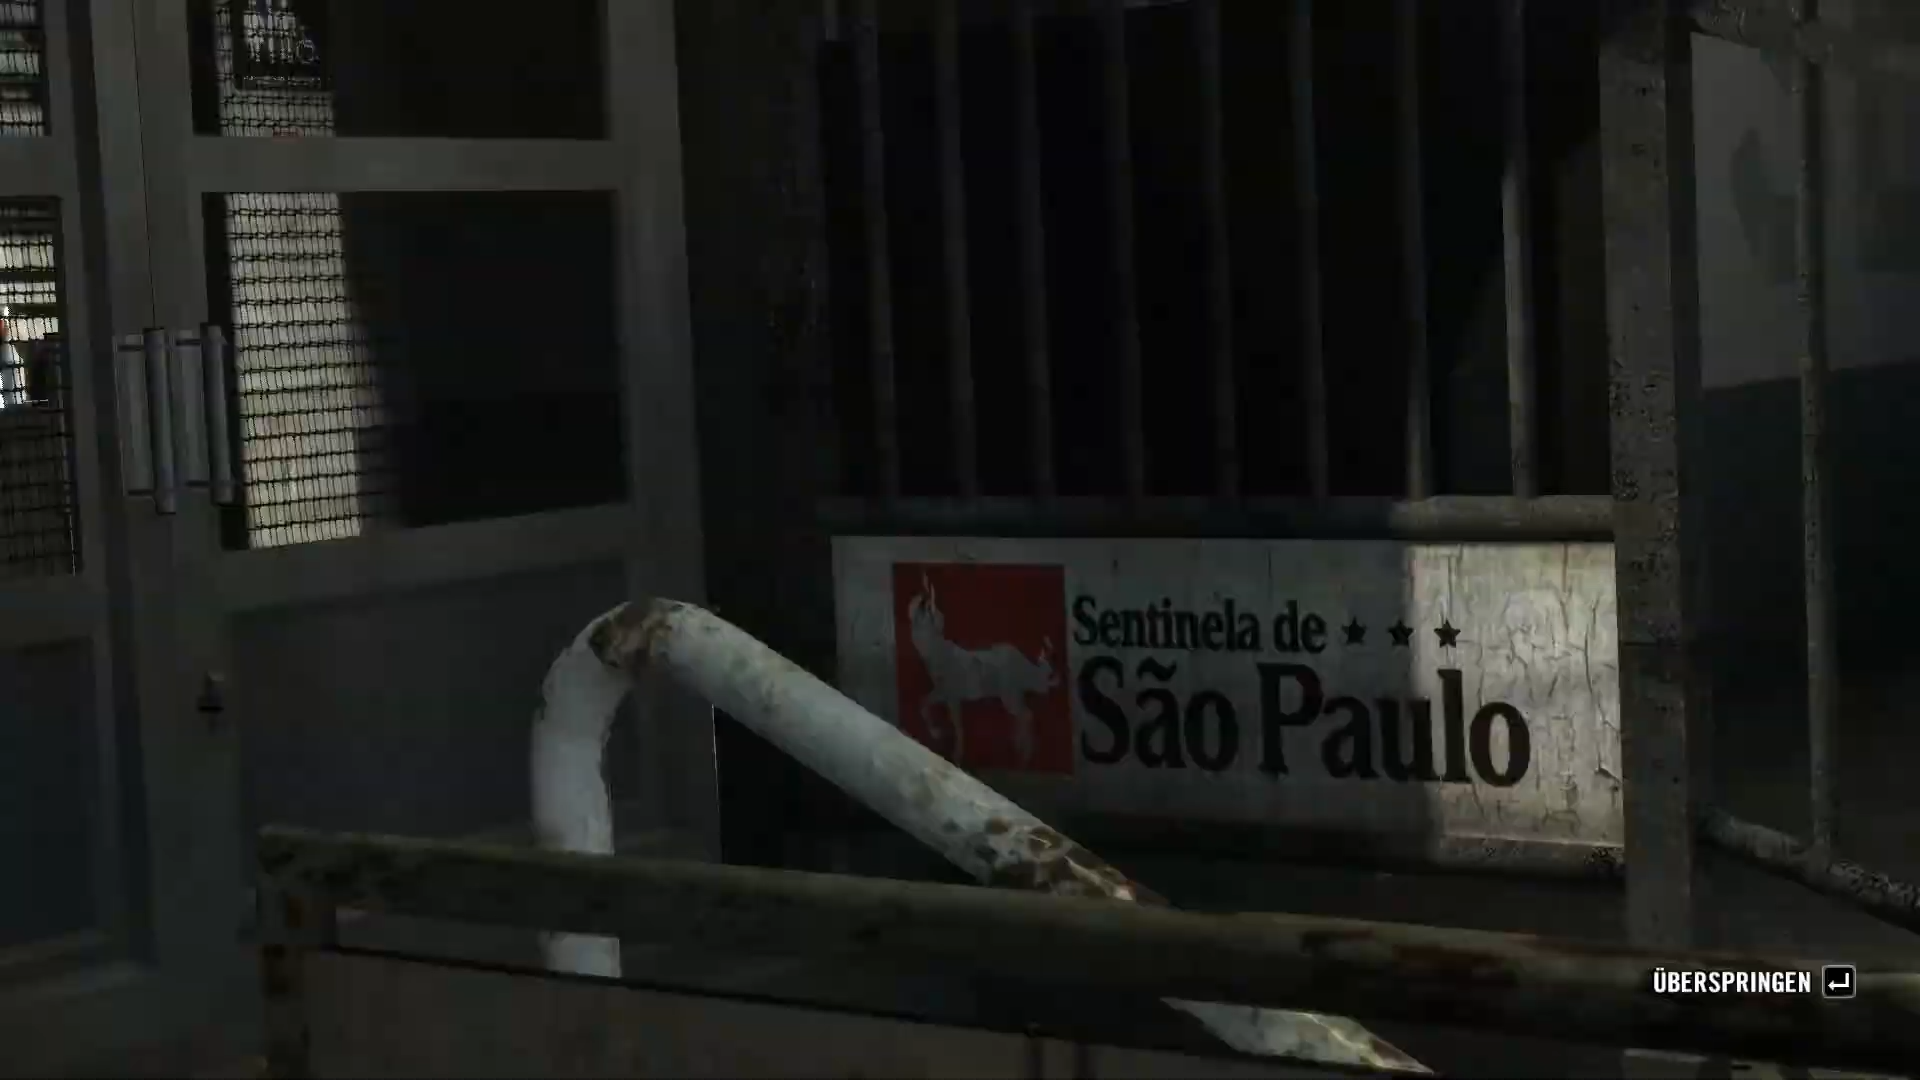 Sentinela de ★ ★ ★
São Paulo
ÜBERSPRINGEN